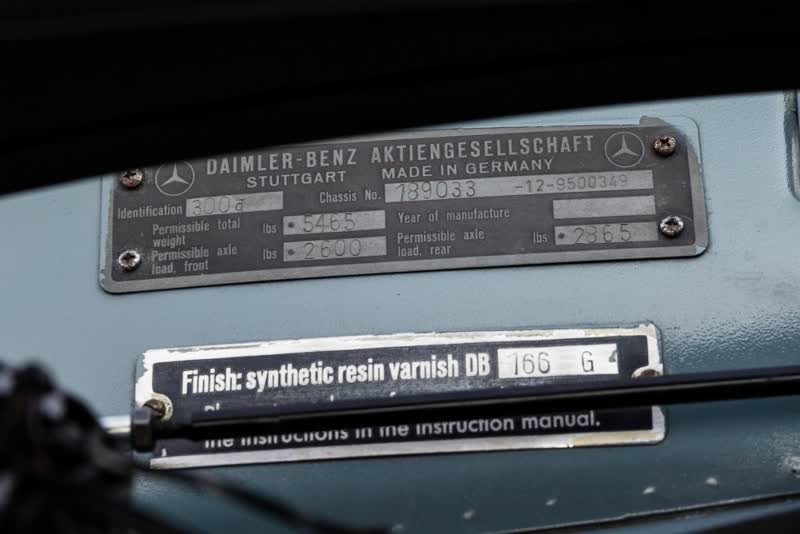 DAIMLER-BENZ AKTIENGESELLSCHAFT
STUTTGART MADE IN GERMANY
Identification 300d Chassis No. 189033 -12-9500349
Permissible total weight lbs * 5465 Year of manufacture
Permissible axle load, front lbs * 2600 Permissible axle load, rear lbs * 2865
Finish: synthetic resin varnish DB 166 G
the instructions in the instruction manual.